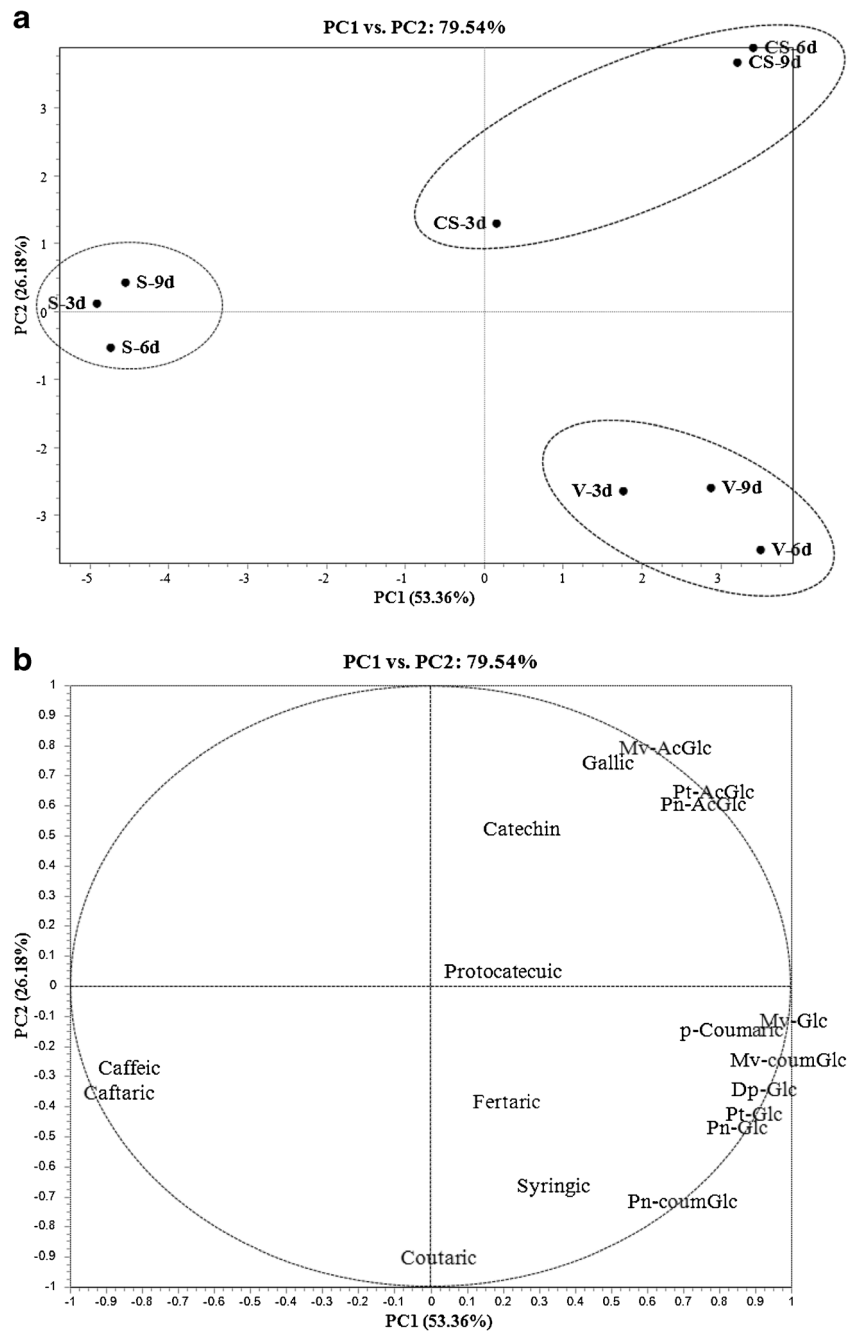 a
PC1 vs. PC2: 79.54%
CS-6d
CS-9d
3
2
CS-3d
1
S-9d
S-3d
0
S-6d
-1
-2
V-3d
V-9d
-3
V-6d
PC2 (26.18%)
-5 -4 -3 -2 -1 0 1 2 3
PC1 (53.36%)
b
PC1 vs. PC2: 79.54%
1
0.9
0.8
Mv-AcGlc
Gallic
0.7
Pt-AcGlc
0.6
Pn-AcGlc
Catechin
0.5
0.4
0.3
0.2
0.1
Protocatecuic
0
-0.1
Mv-Glc
p-Coumaric
-0.2
Mv-coumGlc
Caffeic
-0.3
Dp-Glc
Caftaric
Fertaric
-0.4
Pt-Glc
Pn-Glc
-0.5
-0.6
Syringic
-0.7
Pn-coumGlc
-0.8
-0.9
Coutaric
-1
PC2 (26.18%)
-1 -0.9 -0.8 -0.7 -0.6 -0.5 -0.4 -0.3 -0.2 -0.1 0 0.1 0.2 0.3 0.4 0.5 0.6 0.7 0.8 0.9 1
PC1 (53.36%)